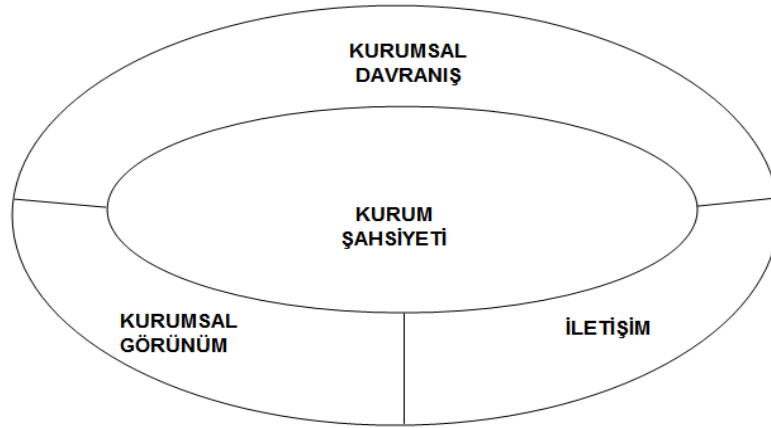 KURUMSAL
DAVRANIŞ
KURUM
ŞAHSİYETİ
KURUMSAL
GÖRÜNÜM
İLETİŞİM